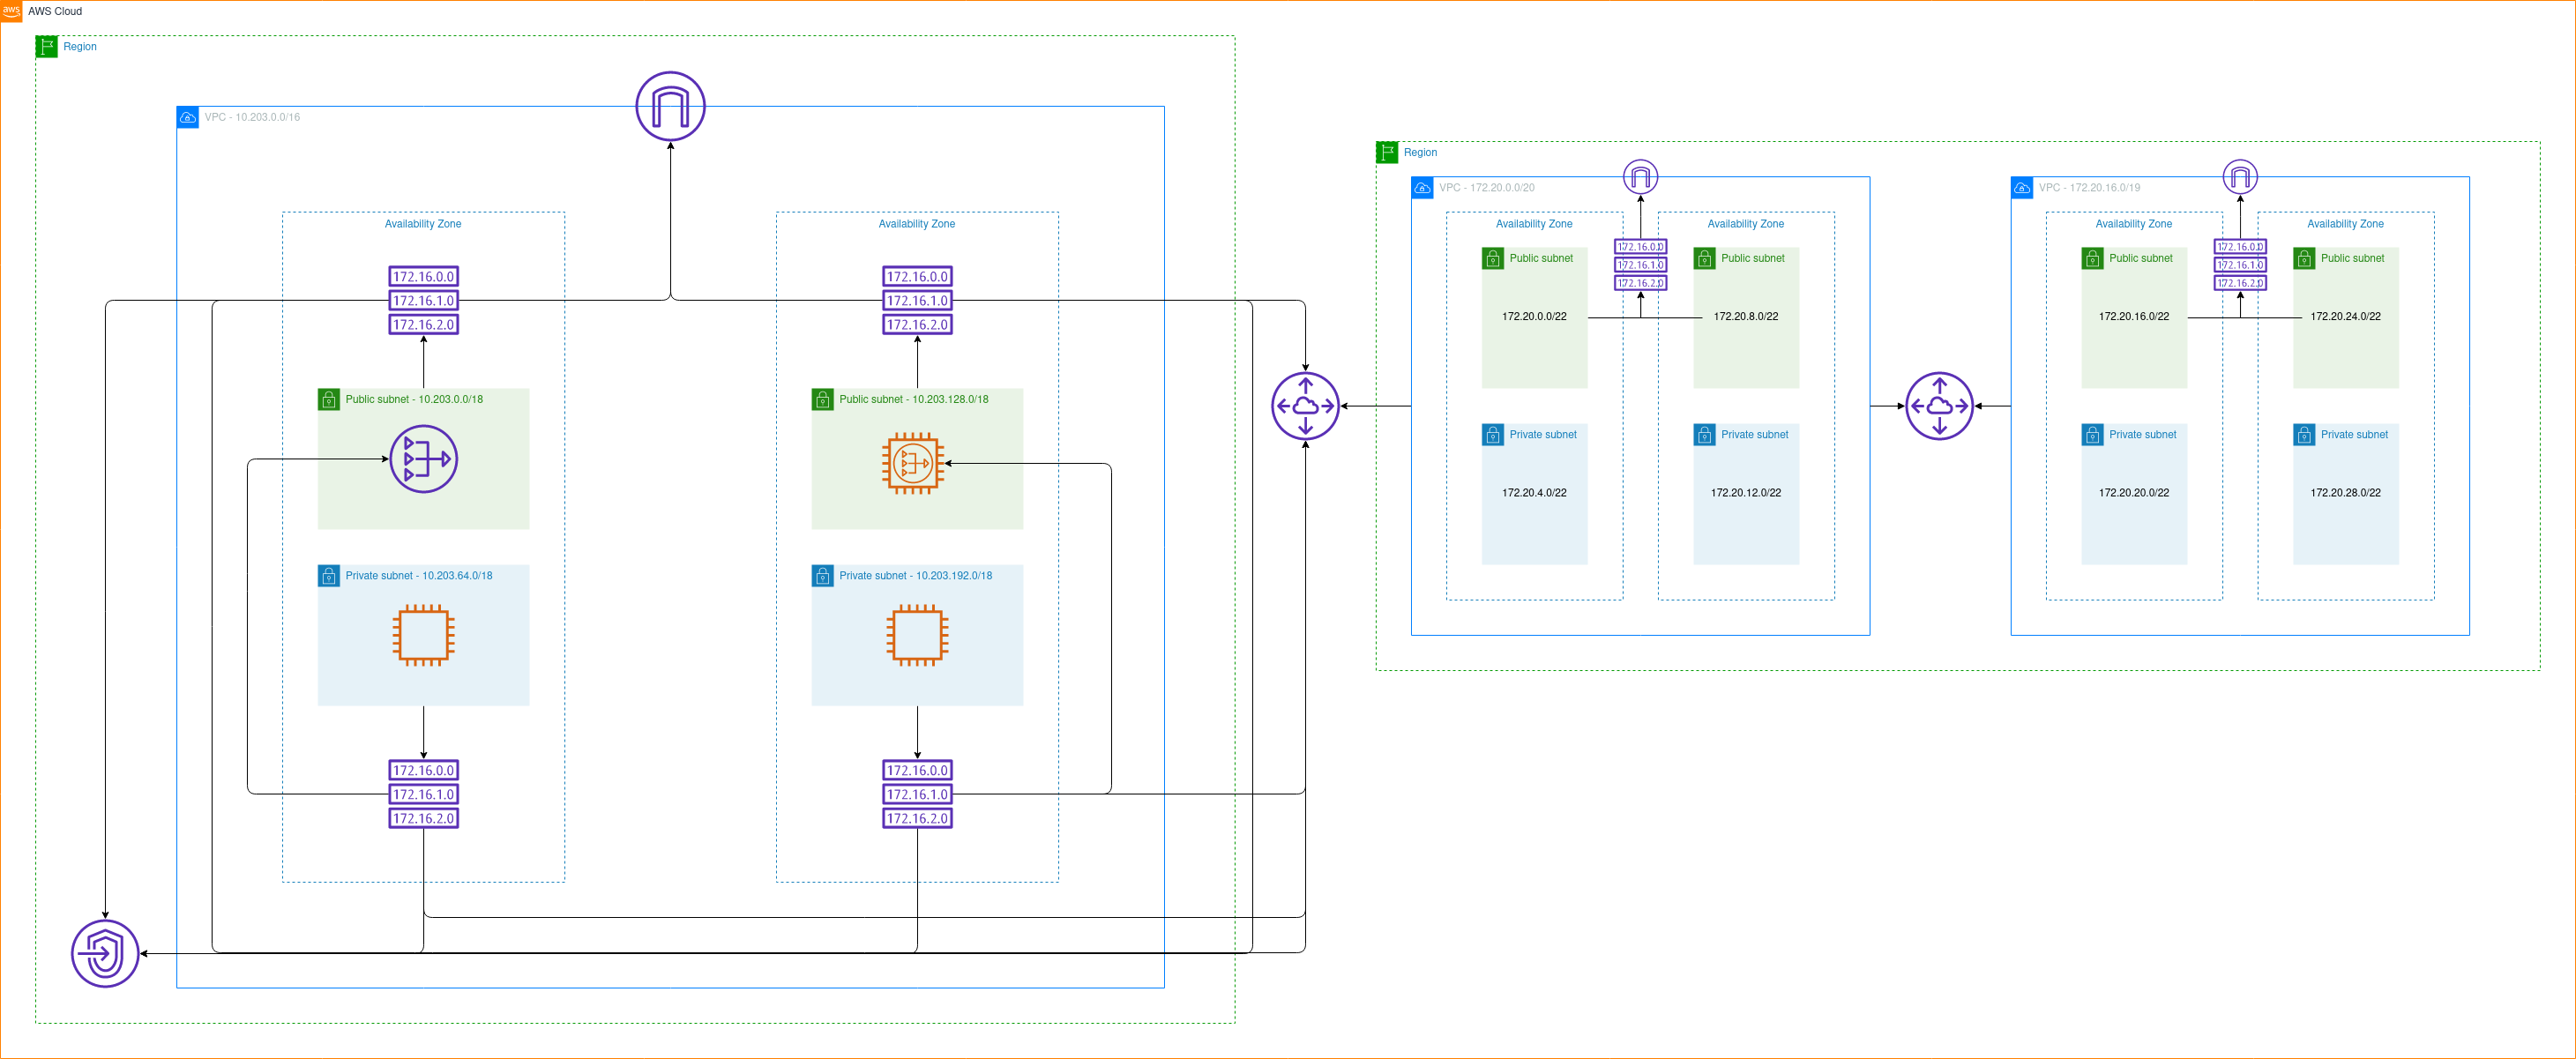 aws
AWS Cloud
Region
VPC - 10.203.0.0/16
Availability Zone
172.16.0.0
172.16.1.0
172.16.2.0
Public subnet - 10.203.0.0/18
Private subnet - 10.203.64.0/18
172.16.0.0
172.16.1.0
172.16.2.0
Availability Zone
172.16.0.0
172.16.1.0
172.16.2.0
Public subnet - 10.203.128.0/18
Private subnet - 10.203.192.0/18
172.16.0.0
172.16.1.0
172.16.2.0
Region
VPC - 172.20.0.0/20
Availability Zone
Public subnet
172.20.0.0/22
Private subnet
172.20.4.0/22
172.16.0.0
172.16.1.0
172.16.2.0
Availability Zone
Public subnet
172.20.8.0/22
Private subnet
172.20.12.0/22
VPC - 172.20.16.0/19
Availability Zone
Public subnet
172.20.16.0/22
Private subnet
172.20.20.0/22
172.16.0.0
172.16.1.0
172.16.2.0
Availability Zone
Public subnet
172.20.24.0/22
Private subnet
172.20.28.0/22